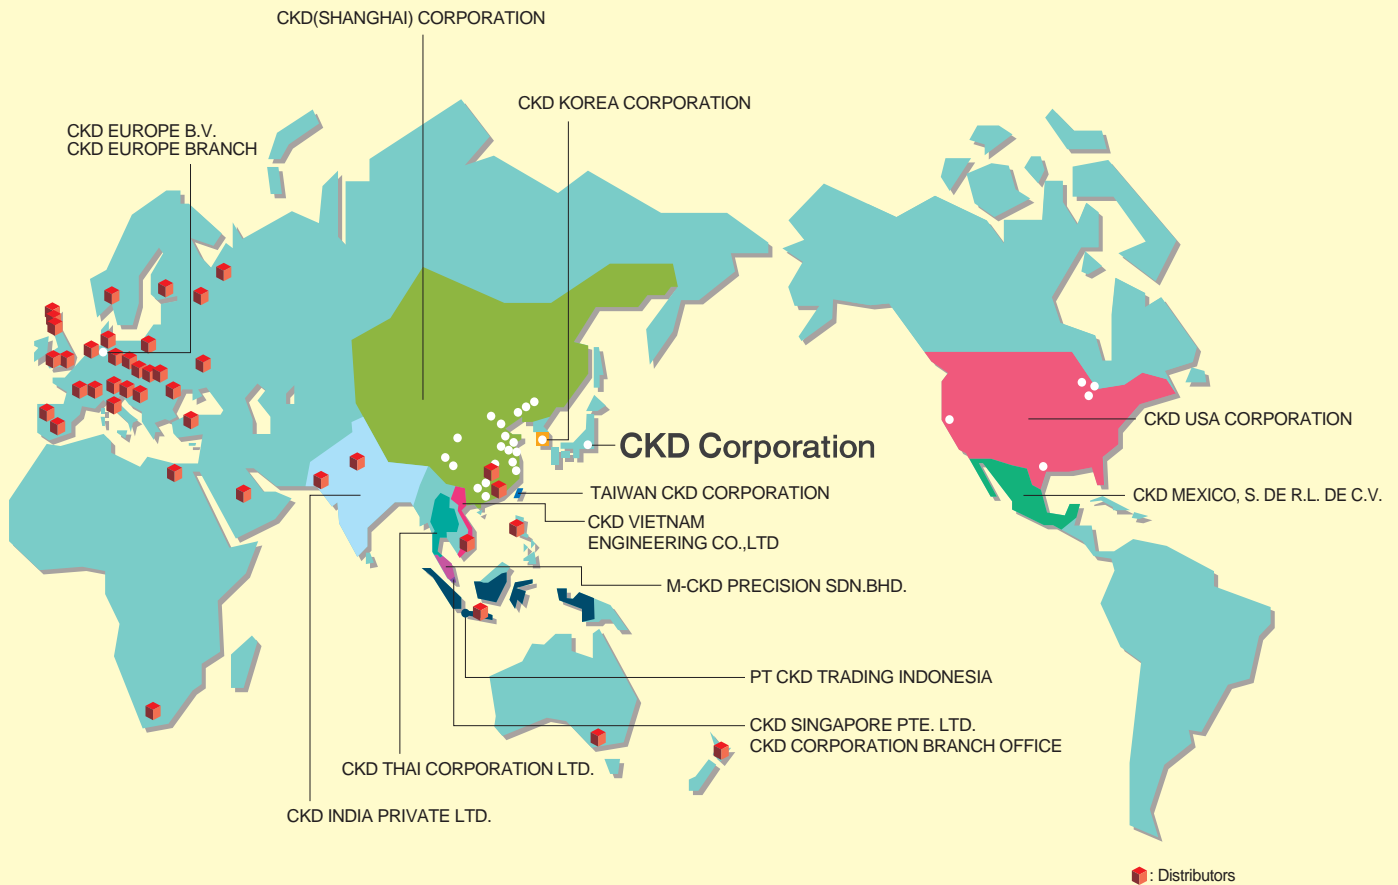 CKD(SHANGHAI) CORPORATION
CKD KOREA CORPORATION
CKD EUROPE B.V.
CKD EUROPE BRANCH
CKD USA CORPORATION
CKD Corporation
TAIWAN CKD CORPORATION
CKD MEXICO, S. DE R.L. DE C.V.
CKD VIETNAM
ENGINEERING CO.,LTD
M-CKD PRECISION SDN.BHD.
PT CKD TRADING INDONESIA
CKD SINGAPORE PTE. LTD.
CKD CORPORATION BRANCH OFFICE
CKD THAI CORPORATION LTD.
CKD INDIA PRIVATE LTD.
: Distributors